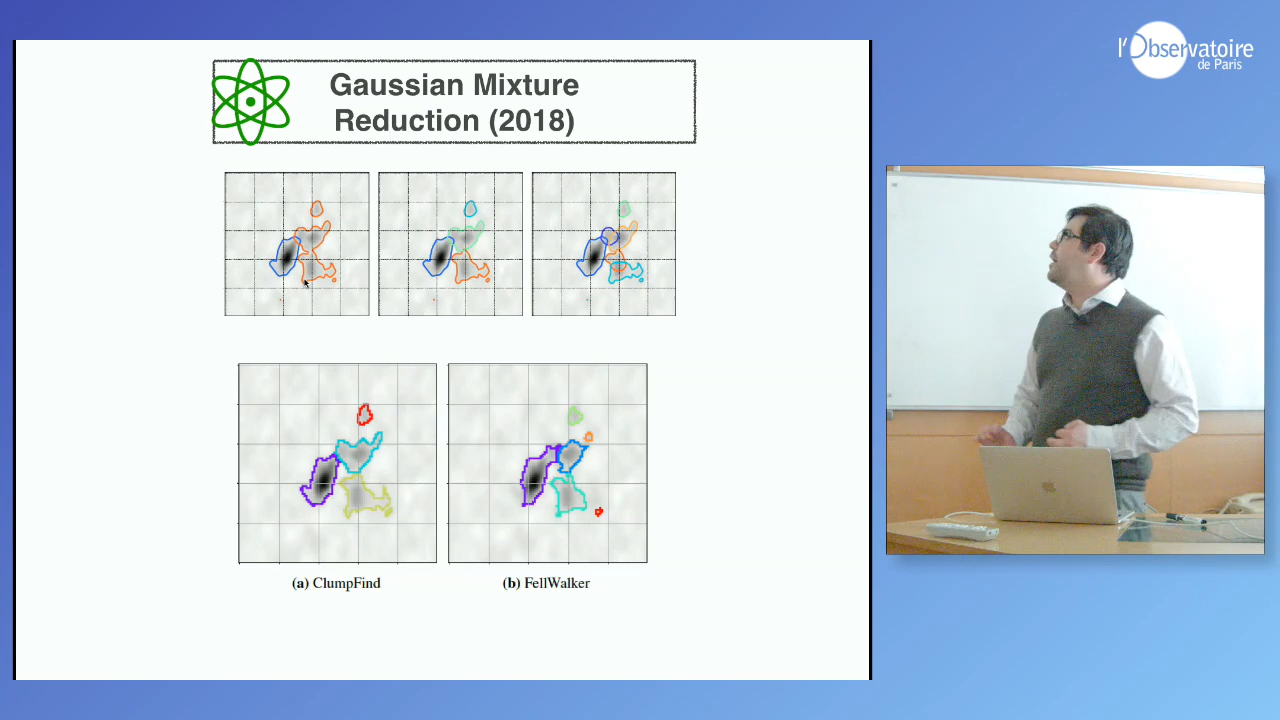 Gaussian Mixture
Reduction (2018)
l'Observatoire
de Paris
(a) ClumpFind
(b) FellWalker